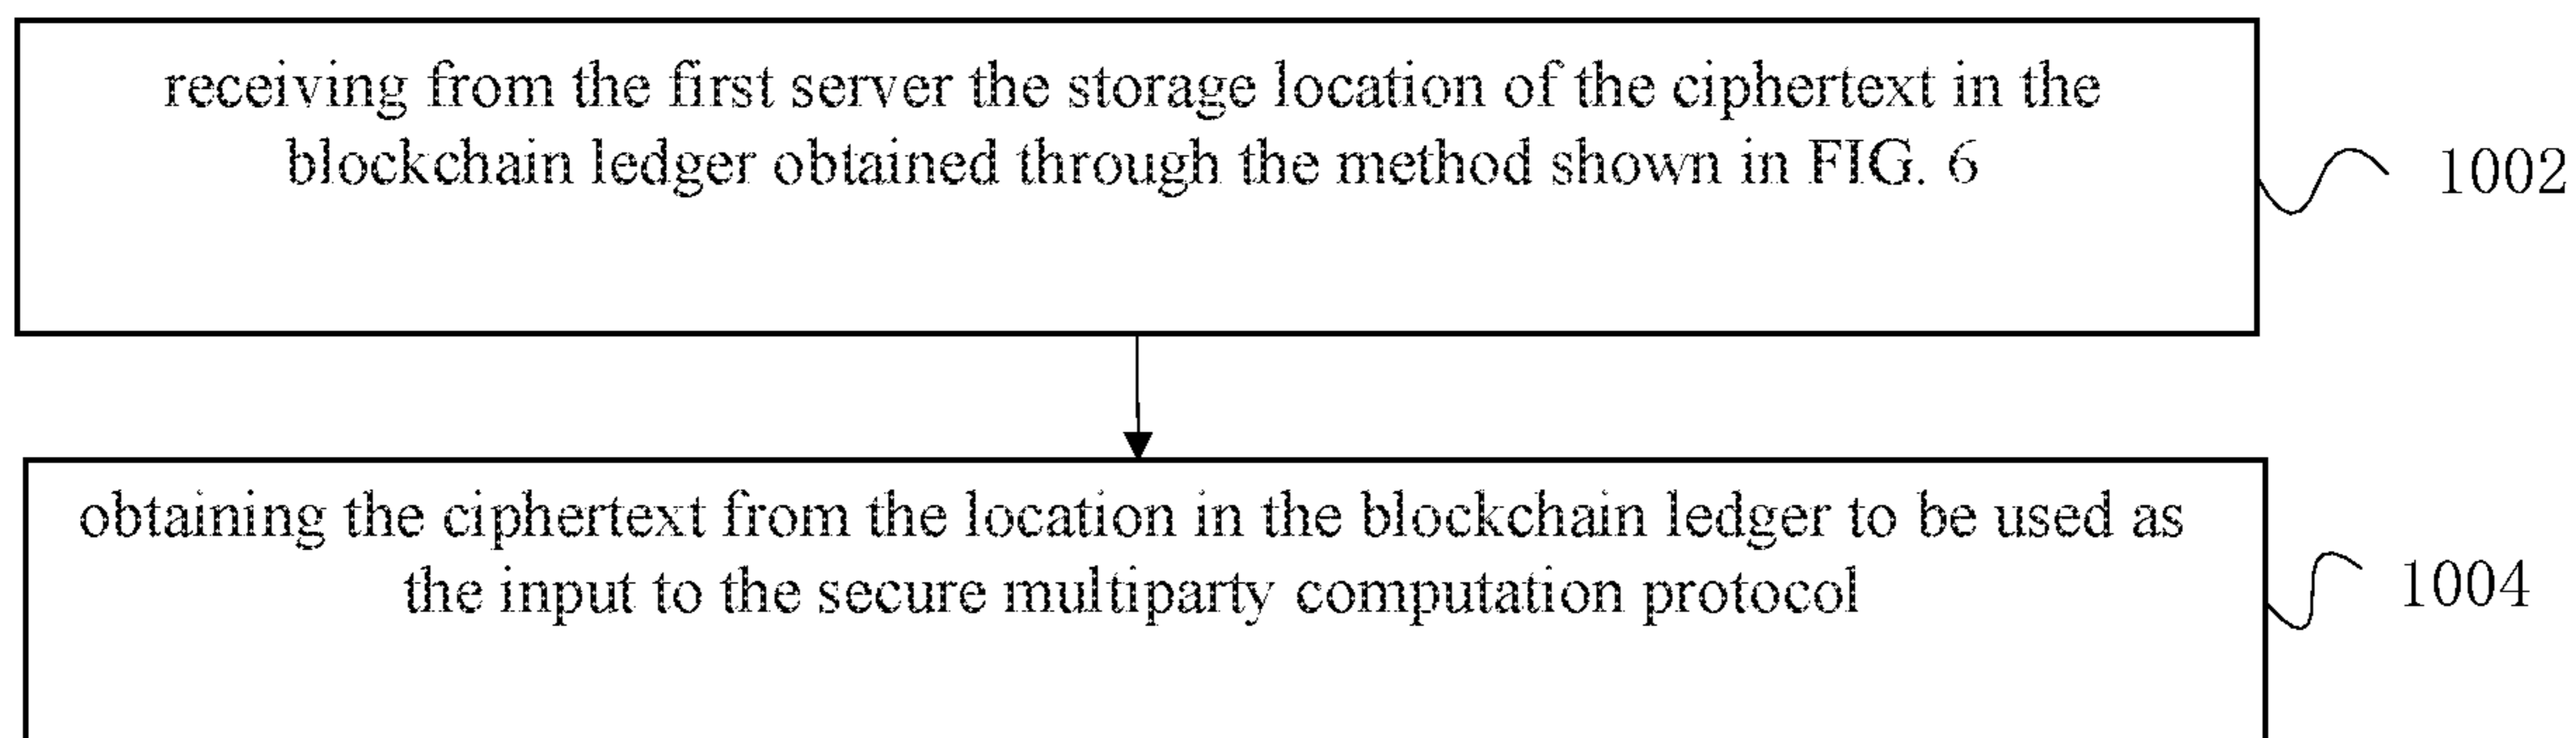 receiving from the first server the storage location of the ciphertext in the
blockchain ledger obtained through the method shown in FIG. 6
1002
obtaining the ciphertext from the location in the blockchain ledger to be used as
the input to the secure multiparty computation protocol
1004